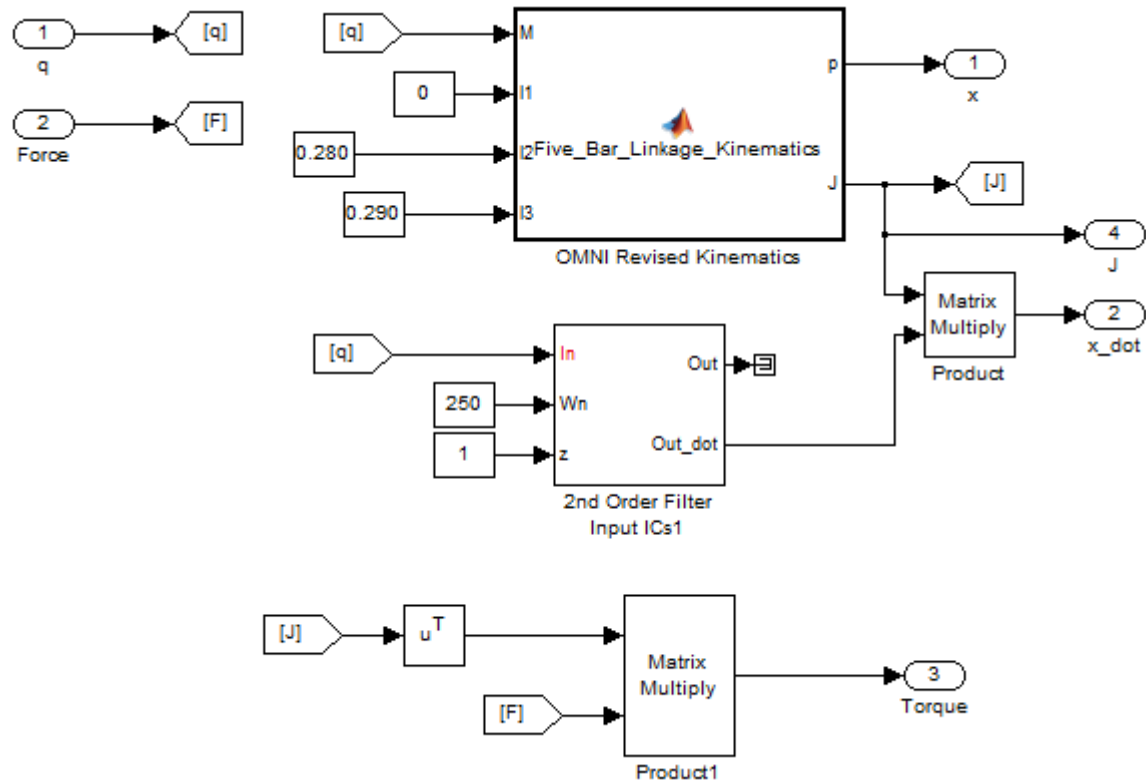 1
q
[q]
2
Force
[F]
[q]
0
0.280
0.290
M
l1
l2
l3
Five_Bar_Linkage_Kinematics
p
J
OMNI Revised Kinematics
1
x
[J]
4
J
Matrix
Multiply
Product
2
x_dot
[q]
250
1
In
Wn
z
Out
Out_dot
2nd Order Filter
Input ICs1
[J]
u^T
[F]
Matrix
Multiply
Product1
3
Torque